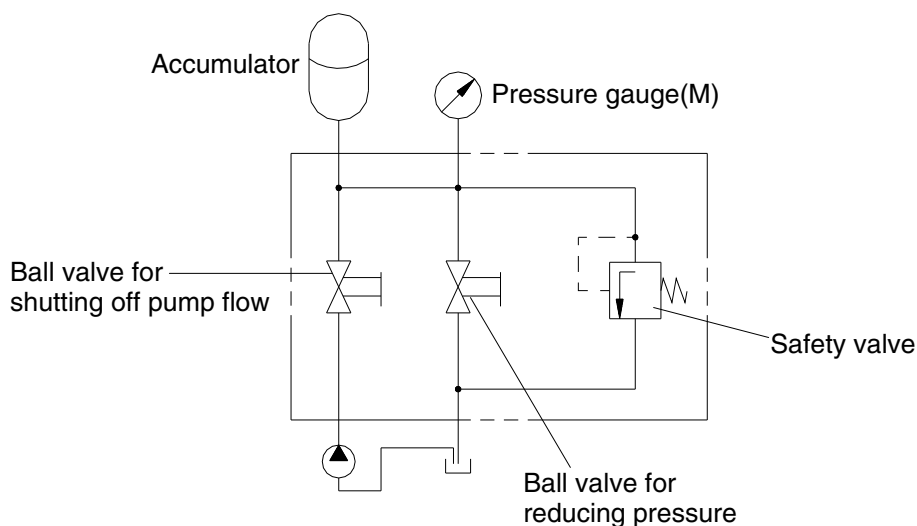 Accumulator
Pressure gauge(M)
Ball valve for
shutting off pump flow
Safety valve
Ball valve for
reducing pressure